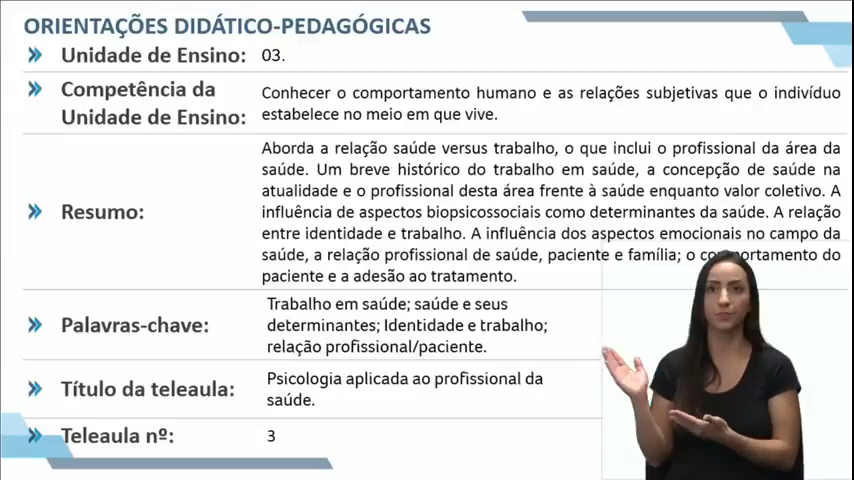 ORIENTAÇÕES DIDÁTICO-PEDAGÓGICAS
Unidade de Ensino: 03.
Competência da Unidade de Ensino:
Conhecer o comportamento humano e as relações subjetivas que o indivíduo
estabelece no meio em que vive.
Resumo:
Aborda a relação saúde versus trabalho, o que inclui o profissional da área da
saúde. Um breve histórico do trabalho em saúde, a concepção de saúde na
atualidade e o profissional desta área frente à saúde enquanto valor coletivo. A
influência de aspectos biopsicossociais como determinantes da saúde. A relação
entre identidade e trabalho. A influência dos aspectos emocionais no campo da
saúde, a relação profissional de saúde, paciente e família; o do
paciente e a adesão ao tratamento.
Palavras-chave:
Trabalho em saúde; saúde e seus
determinantes; Identidade e trabalho;
relação profissional/paciente.
Título da teleaula:
Psicologia aplicada ao profissional da
saúde.
Teleaula nº: 3